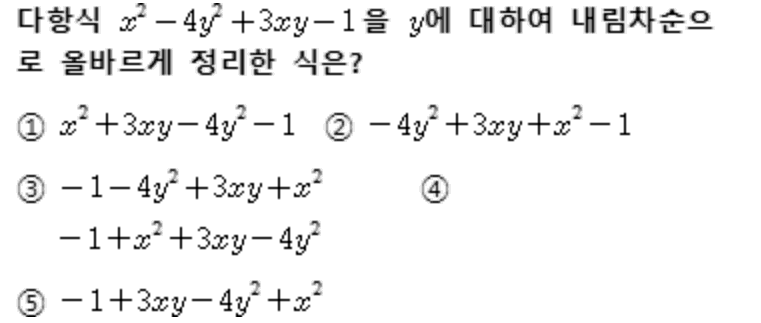 다항식 x² − 4y² + 3xy − 1을 y에 대하여 내림차순으
로 올바르게 정리한 식은?
① x² + 3xy − 4y² − 1 ② −4y² + 3xy + x² − 1
③ −1 − 4y² + 3xy + x² ④
−1 + x² + 3xy − 4y²
⑤ −1 + 3xy − 4y² + x²